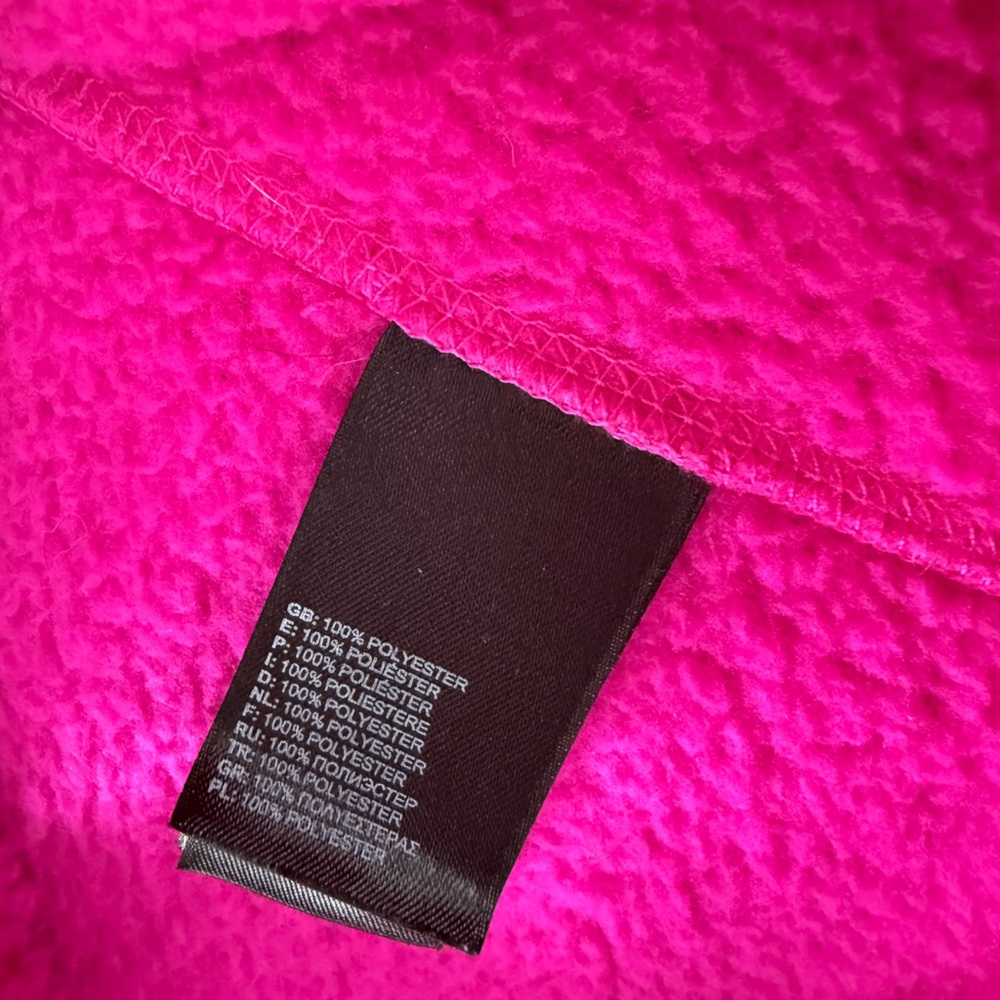 GB: 100% POLYESTER
E: 100% POLIÉSTER
P: 100% POLIÉSTER
I: 100% POLIESTERE
D: 100% POLYESTER
NL: 100% POLYESTER
F: 100% POLYESTER
RU: 100% ПОЛИЭСТЕР
TR: 100% POLYESTER
GR: 100% ΠΟΛΥΕΣΤΕΡΑΣ
PL: 100% POLYESTER